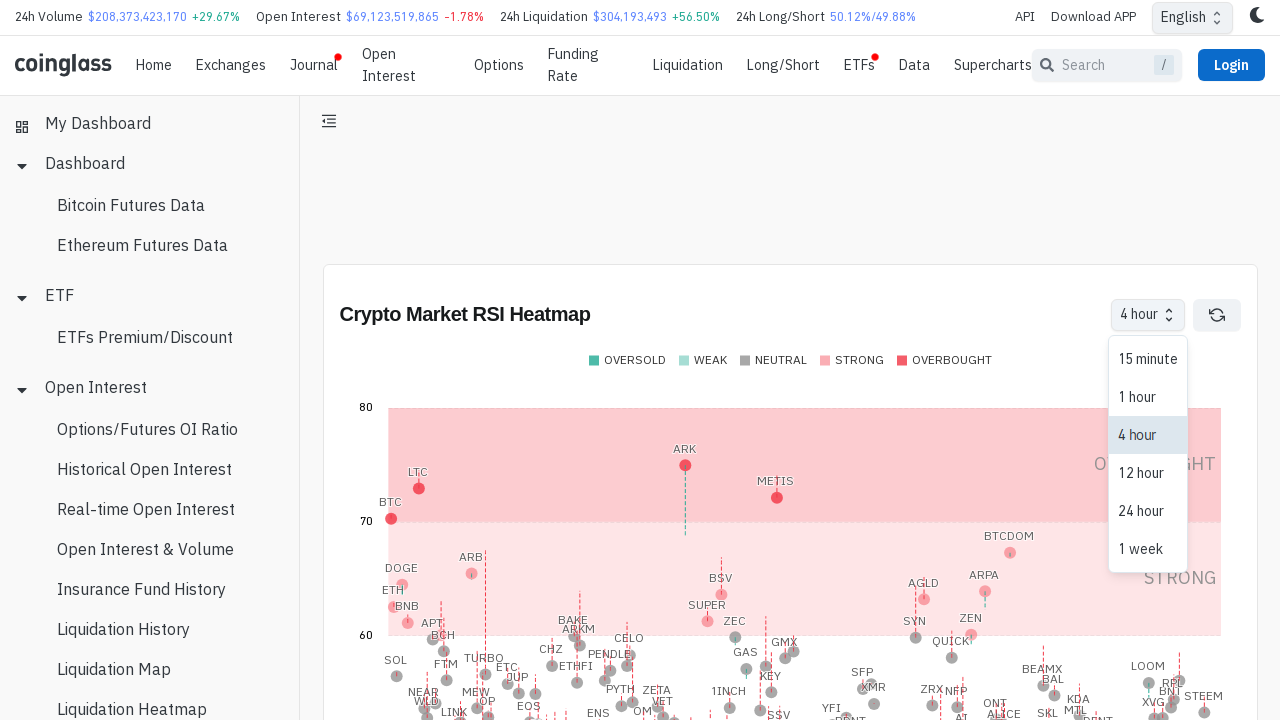 24h Volume $208,373,423,170 +29.67% Open Interest $69,123,519,865 -1.78% 24h Liquidation $304,193,493 +56.50% 24h Long/Short 50.12%/49.88% API Download APP English
coinglass Home Exchanges Journal Open Interest Options Funding Rate Liquidation Long/Short ETFs Data Supercharts Search / Login
My Dashboard
Dashboard
Bitcoin Futures Data
Ethereum Futures Data
ETF
ETFs Premium/Discount
Open Interest
Options/Futures OI Ratio
Historical Open Interest
Real-time Open Interest
Open Interest & Volume
Insurance Fund History
Liquidation History
Liquidation Map
Liquidation Heatmap
Crypto Market RSI Heatmap 4 hour
15 minute
1 hour
4 hour
12 hour
24 hour
1 week
OVERSOLD WEAK NEUTRAL STRONG OVERBOUGHT
80
ARK
LTC
METIS
BTC
70
BTCDOM
ARB
DOGE
ARPA
STRONG
BSV
AGLD
ETH
BNB
SUPER
ZEN
APT
BAKE
ZEC
SYN
ARKM
60
BCH
CELO
QUICK
GMX
CHZ
GAS
PENDLE
TURBO
SOL
FTM
ETC
ETHFI
LOOM
BEAMX
SFP
JUP
KEY
BAL
RPL
XMR
NEAR
MEW
PYTH
ZETA
1INCH
ZRX
NFP
BNT
STEEM
WLD
OP
VET
KDA
ONT
XVG
EOS
YFI
LINK
ENS
OM
SSV
ALICE
SKL
MTL
AI